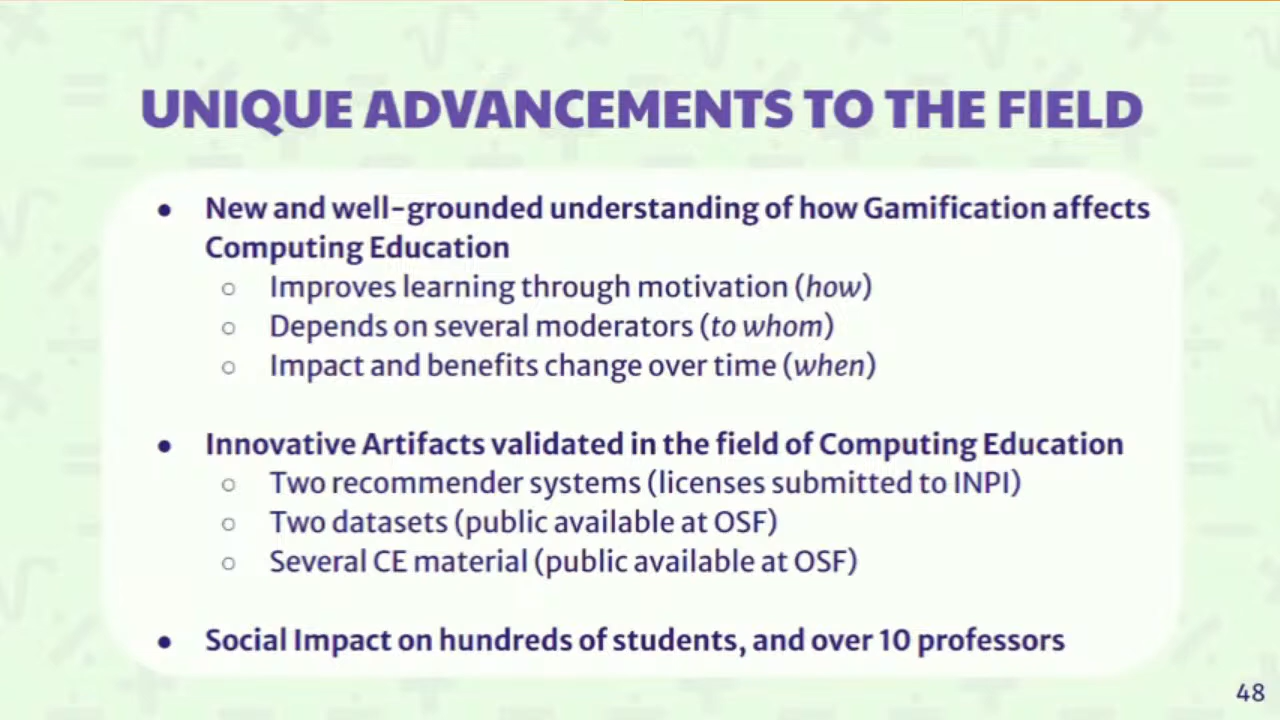 UNIQUE ADVANCEMENTS TO THE FIELD
● New and well-grounded understanding of how Gamification affects
Computing Education
○ Improves learning through motivation (how)
○ Depends on several moderators (to whom)
○ Impact and benefits change over time (when)
● Innovative Artifacts validated in the field of Computing Education
○ Two recommender systems (licenses submitted to INPI)
○ Two datasets (public available at OSF)
○ Several CE material (public available at OSF)
● Social Impact on hundreds of students, and over 10 professors
48